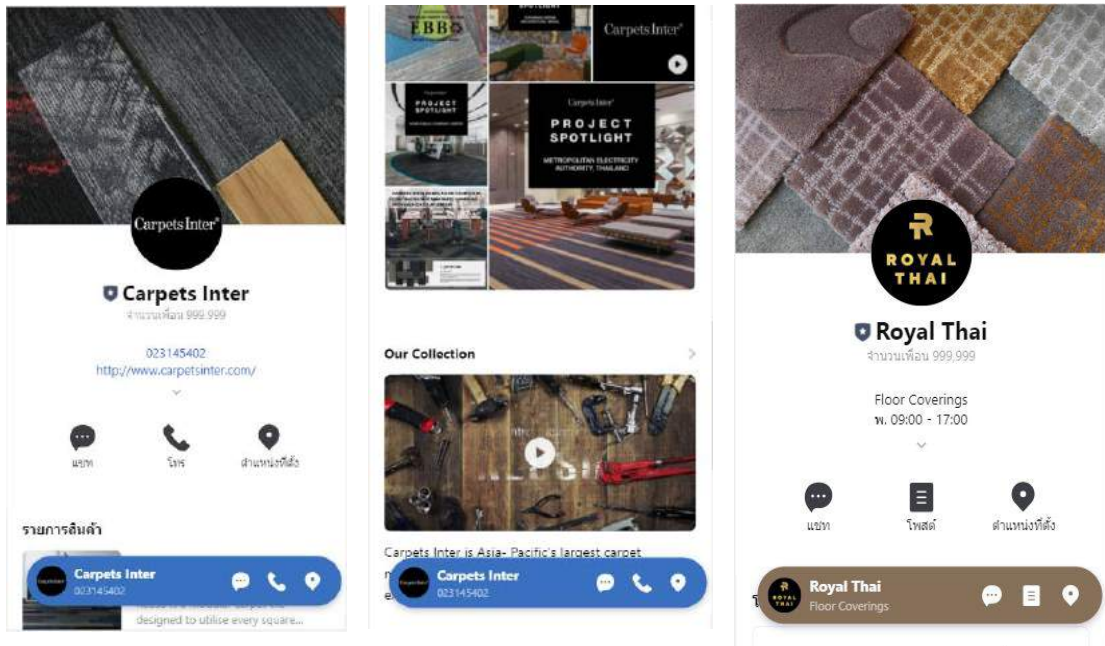 Carpets Inter®
Carpets Inter
จำนวนเพื่อน 999,999
023145402
http://www.carpetsinter.com/
แชท
โทร
ตำแหน่งที่ตั้ง
รายการสินค้า
Carpets Inter
023145402
designed to utilise every square...
EBB
Carpets Inter®
PROJECT
SPOTLIGHT
Carpets Inter®
PROJECT
SPOTLIGHT
METROPOLITAN ELECTRICITY
AUTHORITY, THAILAND
Our Collection
Carpets Inter is Asia- Pacific's largest carpet
Carpets Inter
023145402
ROYAL
THAI
Royal Thai
จำนวนเพื่อน 999,999
Floor Coverings
พ. 09:00 - 17:00
แชท
โพสต์
ตำแหน่งที่ตั้ง
ROYAL
THAI
Royal Thai
Floor Coverings